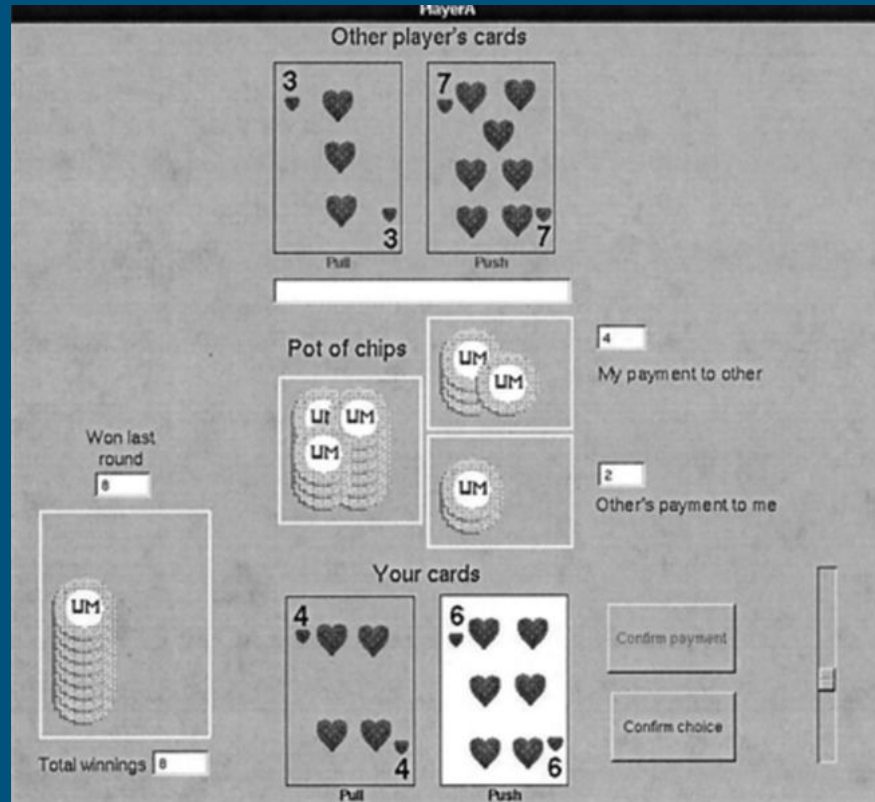 PlayerA
Other player's cards
3
7
3
7
Pull
Push
Pot of chips
UM
UM
4
My payment to other
UM
UM
Won last
round
8
UM
2
Other's payment to me
Your cards
UM
4
6
Confirm payment
Confirm choice
4
6
Total winnings 8
Pull
Push